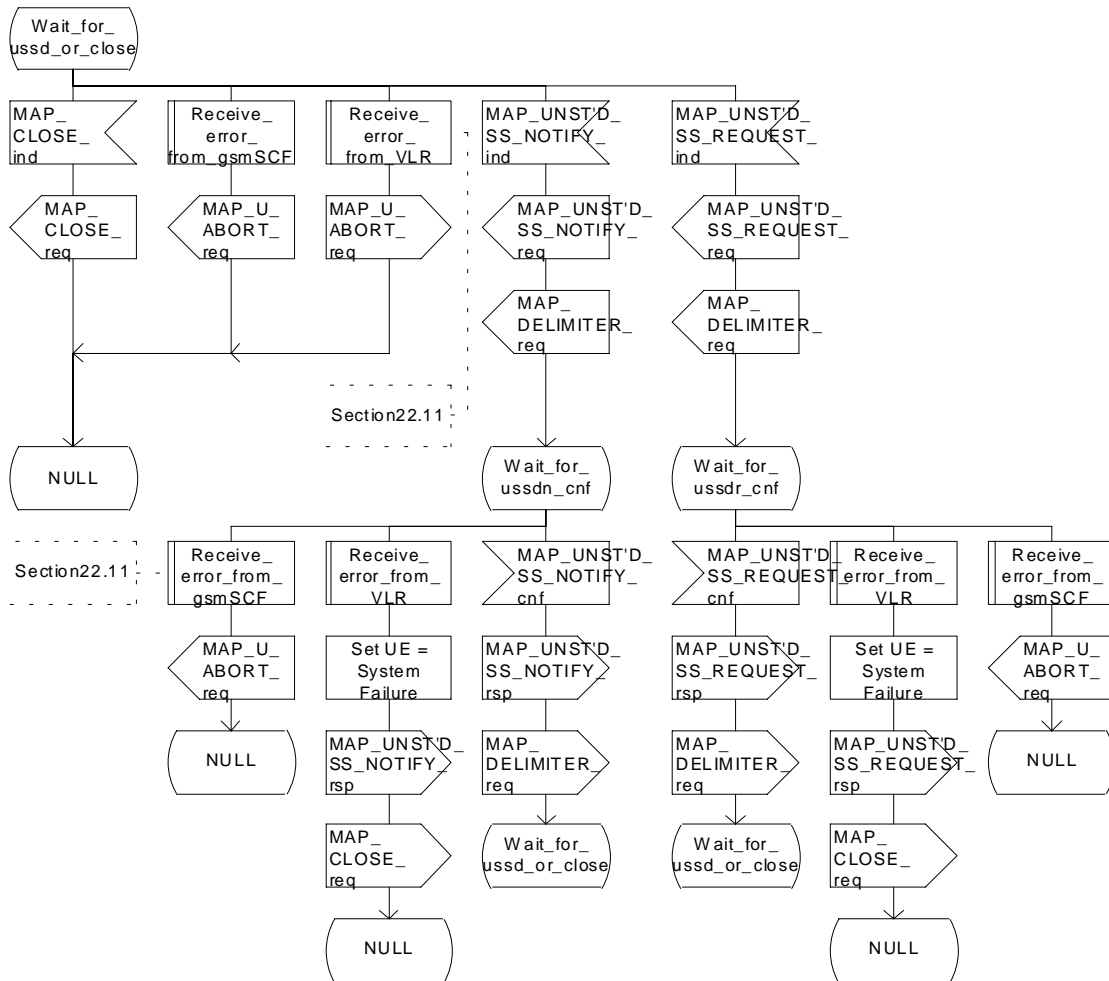 Wait_for_
ussd_or_close
MAP_
CLOSE_
ind
Receive_
error_
from_gsmSCF
Receive_
error_
from_VLR
MAP_UNST'D_
SS_NOTIFY_
ind
MAP_UNST'D_
SS_REQUEST_
ind
MAP_
CLOSE_
req
MAP_U_
ABORT_
req
MAP_U_
ABORT_
req
MAP_UNST'D_
SS_NOTIFY_
req
MAP_UNST'D_
SS_REQUEST_
req
MAP_
DELIMITER_
req
MAP_
DELIMITER_
req
Section22.11
NULL
Wait_for_
ussdn_cnf
Wait_for_
ussdr_cnf
Section22.11
Receive_
error_from_
gsmSCF
Receive_
error_from_
VLR
MAP_UNST'D_
SS_NOTIFY_
cnf
MAP_UNST'D_
SS_REQUEST_
cnf
Receive_
error_from_
VLR
Receive_
error_from_
gsmSCF
MAP_U_
ABORT_
req
Set UE =
System
Failure
MAP_UNST'D_
SS_NOTIFY_
rsp
MAP_UNST'D_
SS_REQUEST_
rsp
Set UE =
System
Failure
MAP_U_
ABORT_
req
NULL
MAP_UNST'D_
SS_NOTIFY_
rsp
MAP_
DELIMITER_
req
MAP_
DELIMITER_
req
MAP_UNST'D_
SS_REQUEST_
rsp
NULL
MAP_
CLOSE_
req
Wait_for_
ussd_or_close
Wait_for_
ussd_or_close
MAP_
CLOSE_
req
NULL
NULL